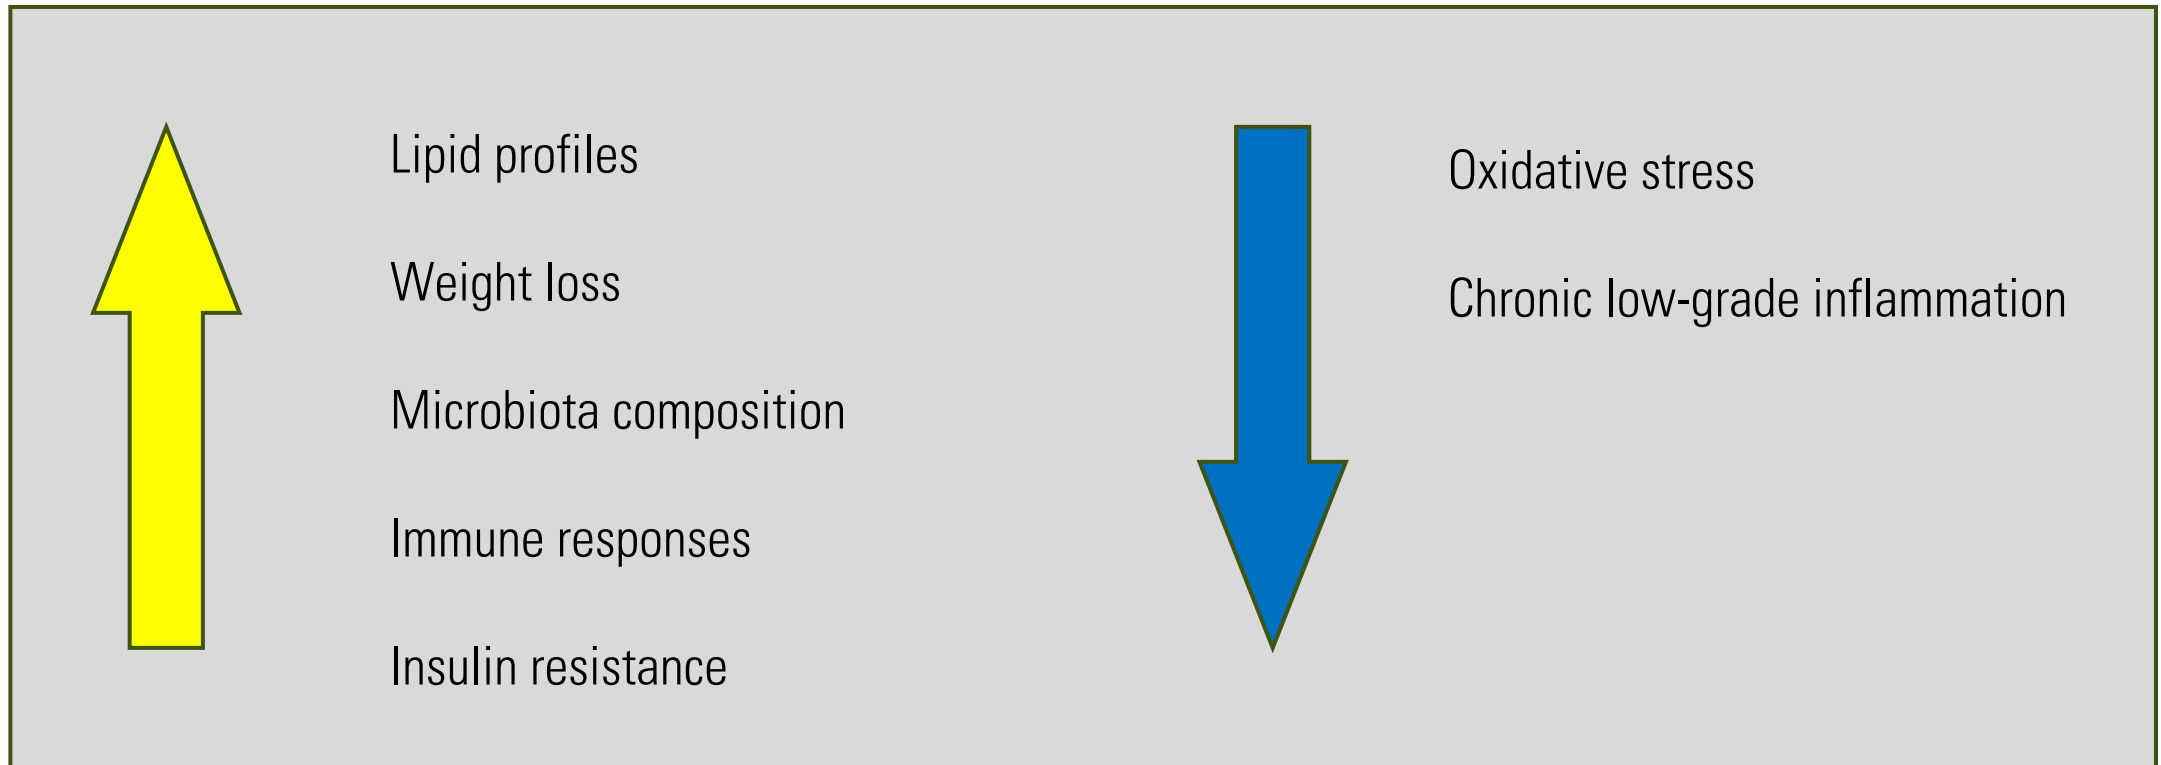 Lipid profiles
Weight loss
Microbiota composition
Immune responses
Insulin resistance
Oxidative stress
Chronic low-grade inflammation